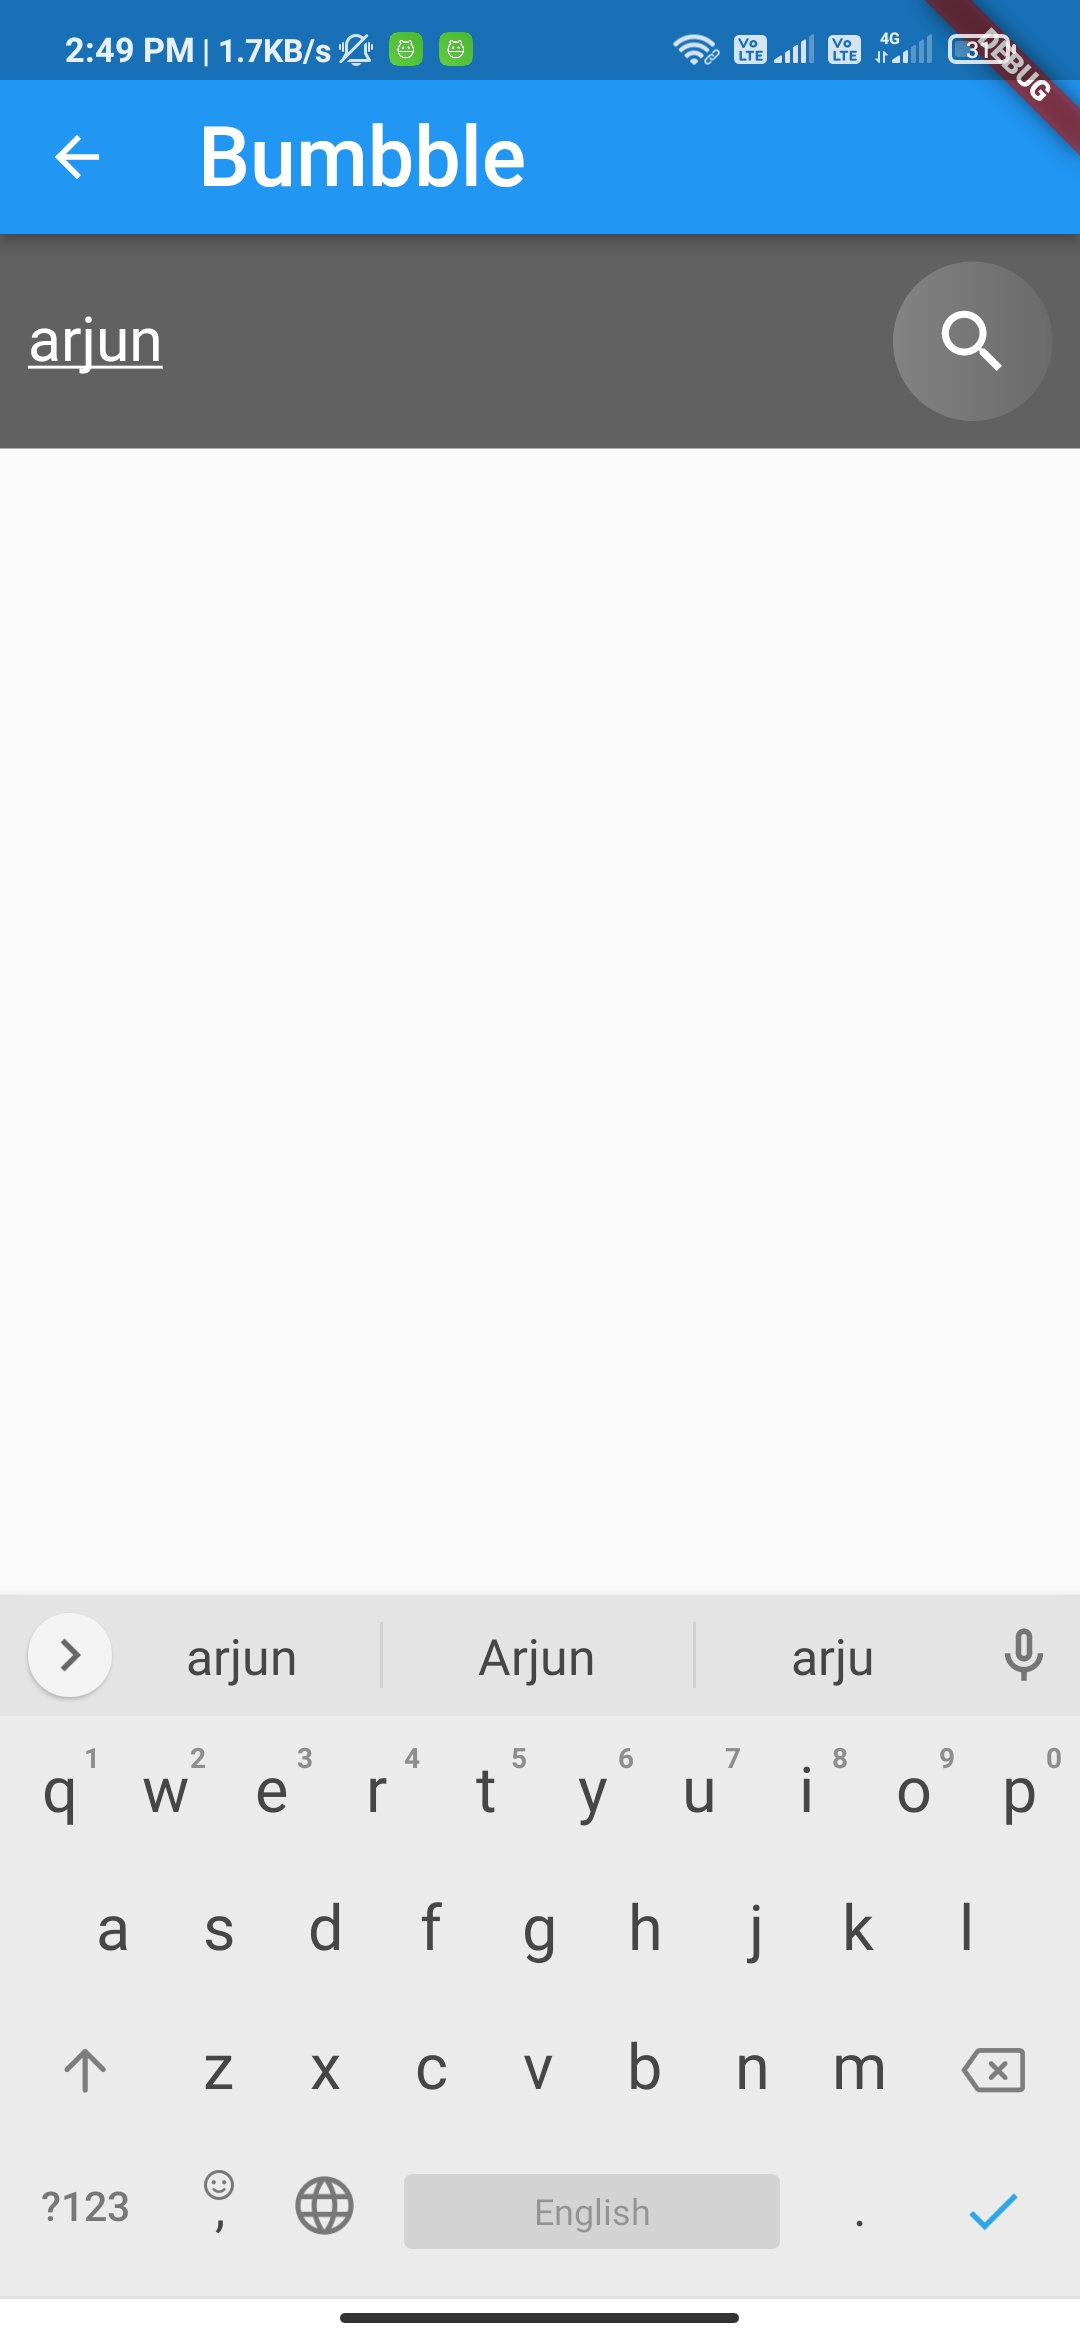 2:49 PM | 1.7KB/s
Vo LTE
Vo LTE
4G
31
DEBUG
Bumbble
arjun
arjun
Arjun
arju
1 2 3 4 5 6 7 8 9 0
q w e r t y u i o p
a s d f g h j k l
z x c v b n m
?123 , English .